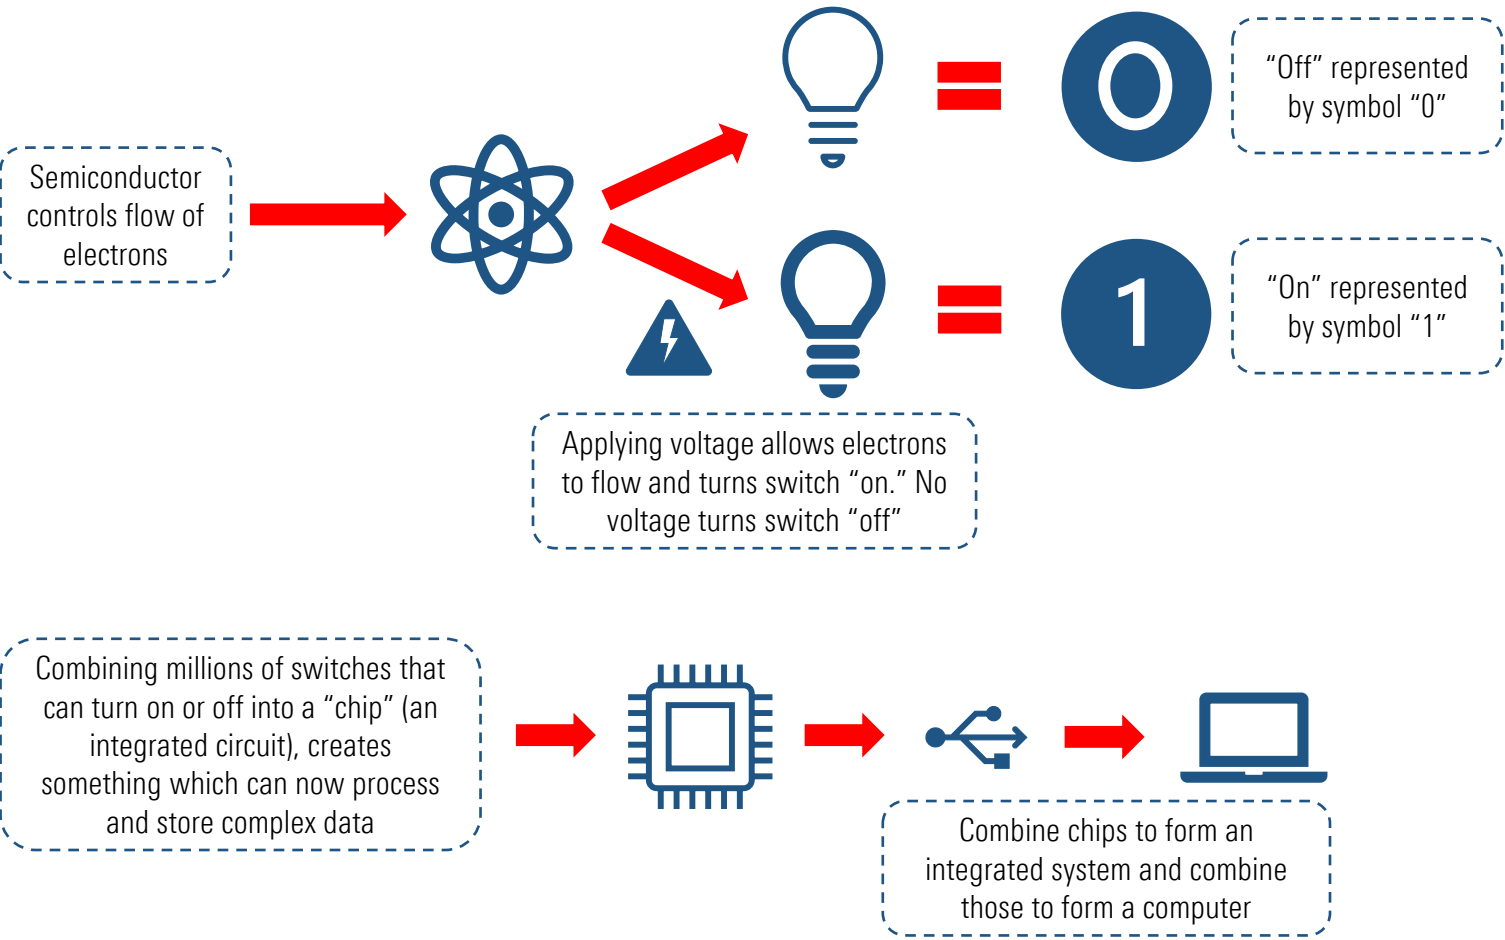 “Off” represented
by symbol “0”
0
Semiconductor
controls flow of
electrons
“On” represented
by symbol “1”
1
Applying voltage allows electrons
to flow and turns switch “on.” No
voltage turns switch “off”
Combining millions of switches that
can turn on or off into a “chip” (an
integrated circuit), creates
something which can now process
and store complex data
Combine chips to form an
integrated system and combine
those to form a computer